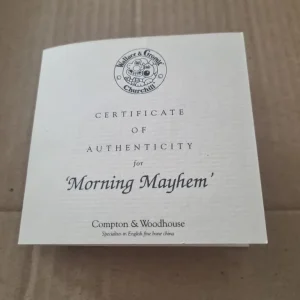 Wallace & Gromit
Churchill
CERTIFICATE
OF
AUTHENTICITY
for
'Morning Mayhem'
Compton & Woodhouse
Specialists in English fine bone china